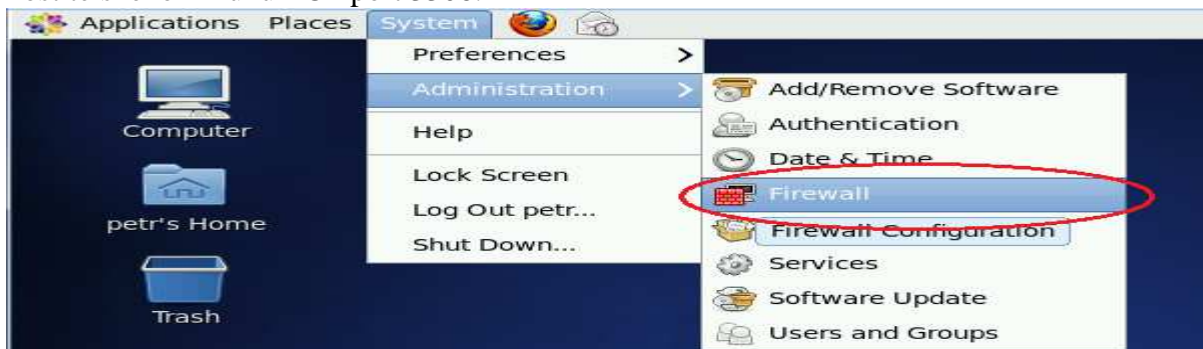 Applications Places System
Preferences >
Administration >
Help
Lock Screen
Log Out petr...
Shut Down...
Add/Remove Software
Authentication
Date & Time
Firewall
Firewall Configuration
Services
Software Update
Users and Groups
Computer
petr's Home
Trash